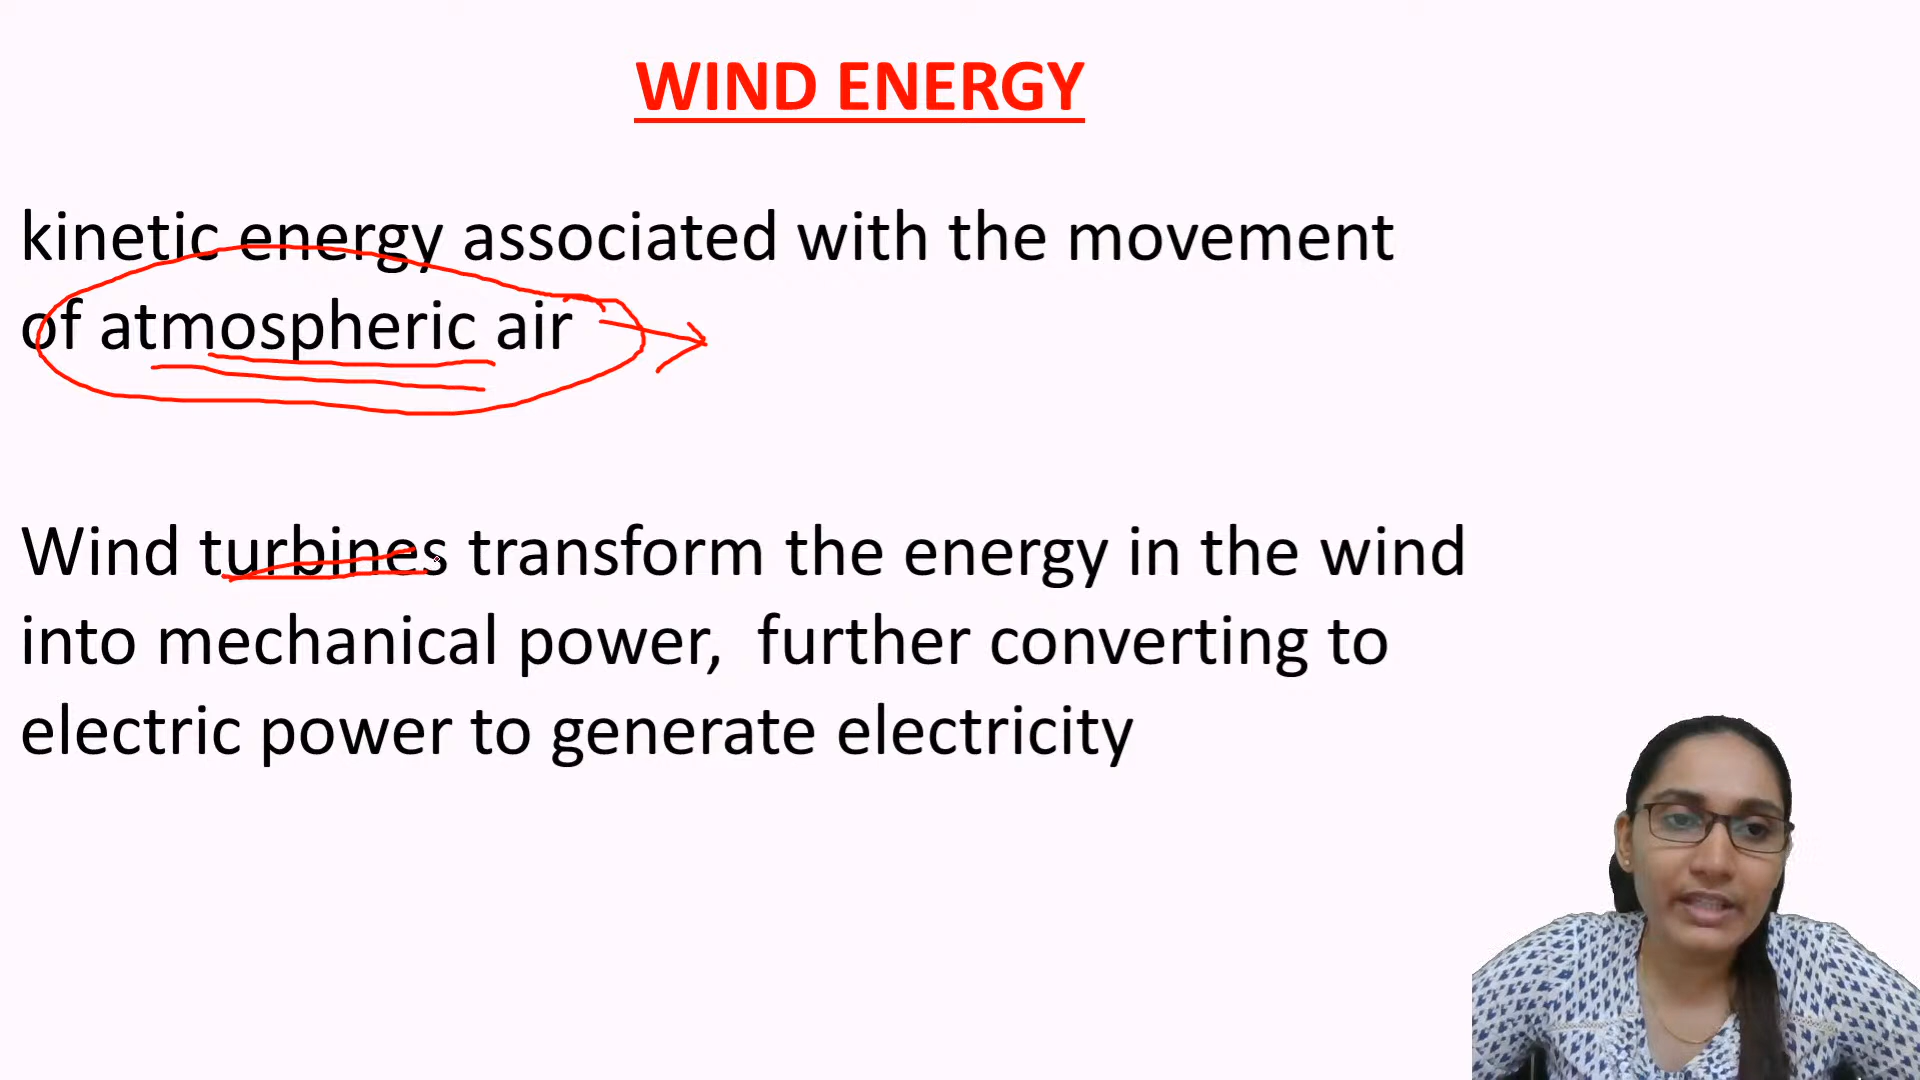 WIND ENERGY
kinetic energy associated with the movement
of atmospheric air
Wind turbines transform the energy in the wind
into mechanical power,  further converting to
electric power to generate electricity